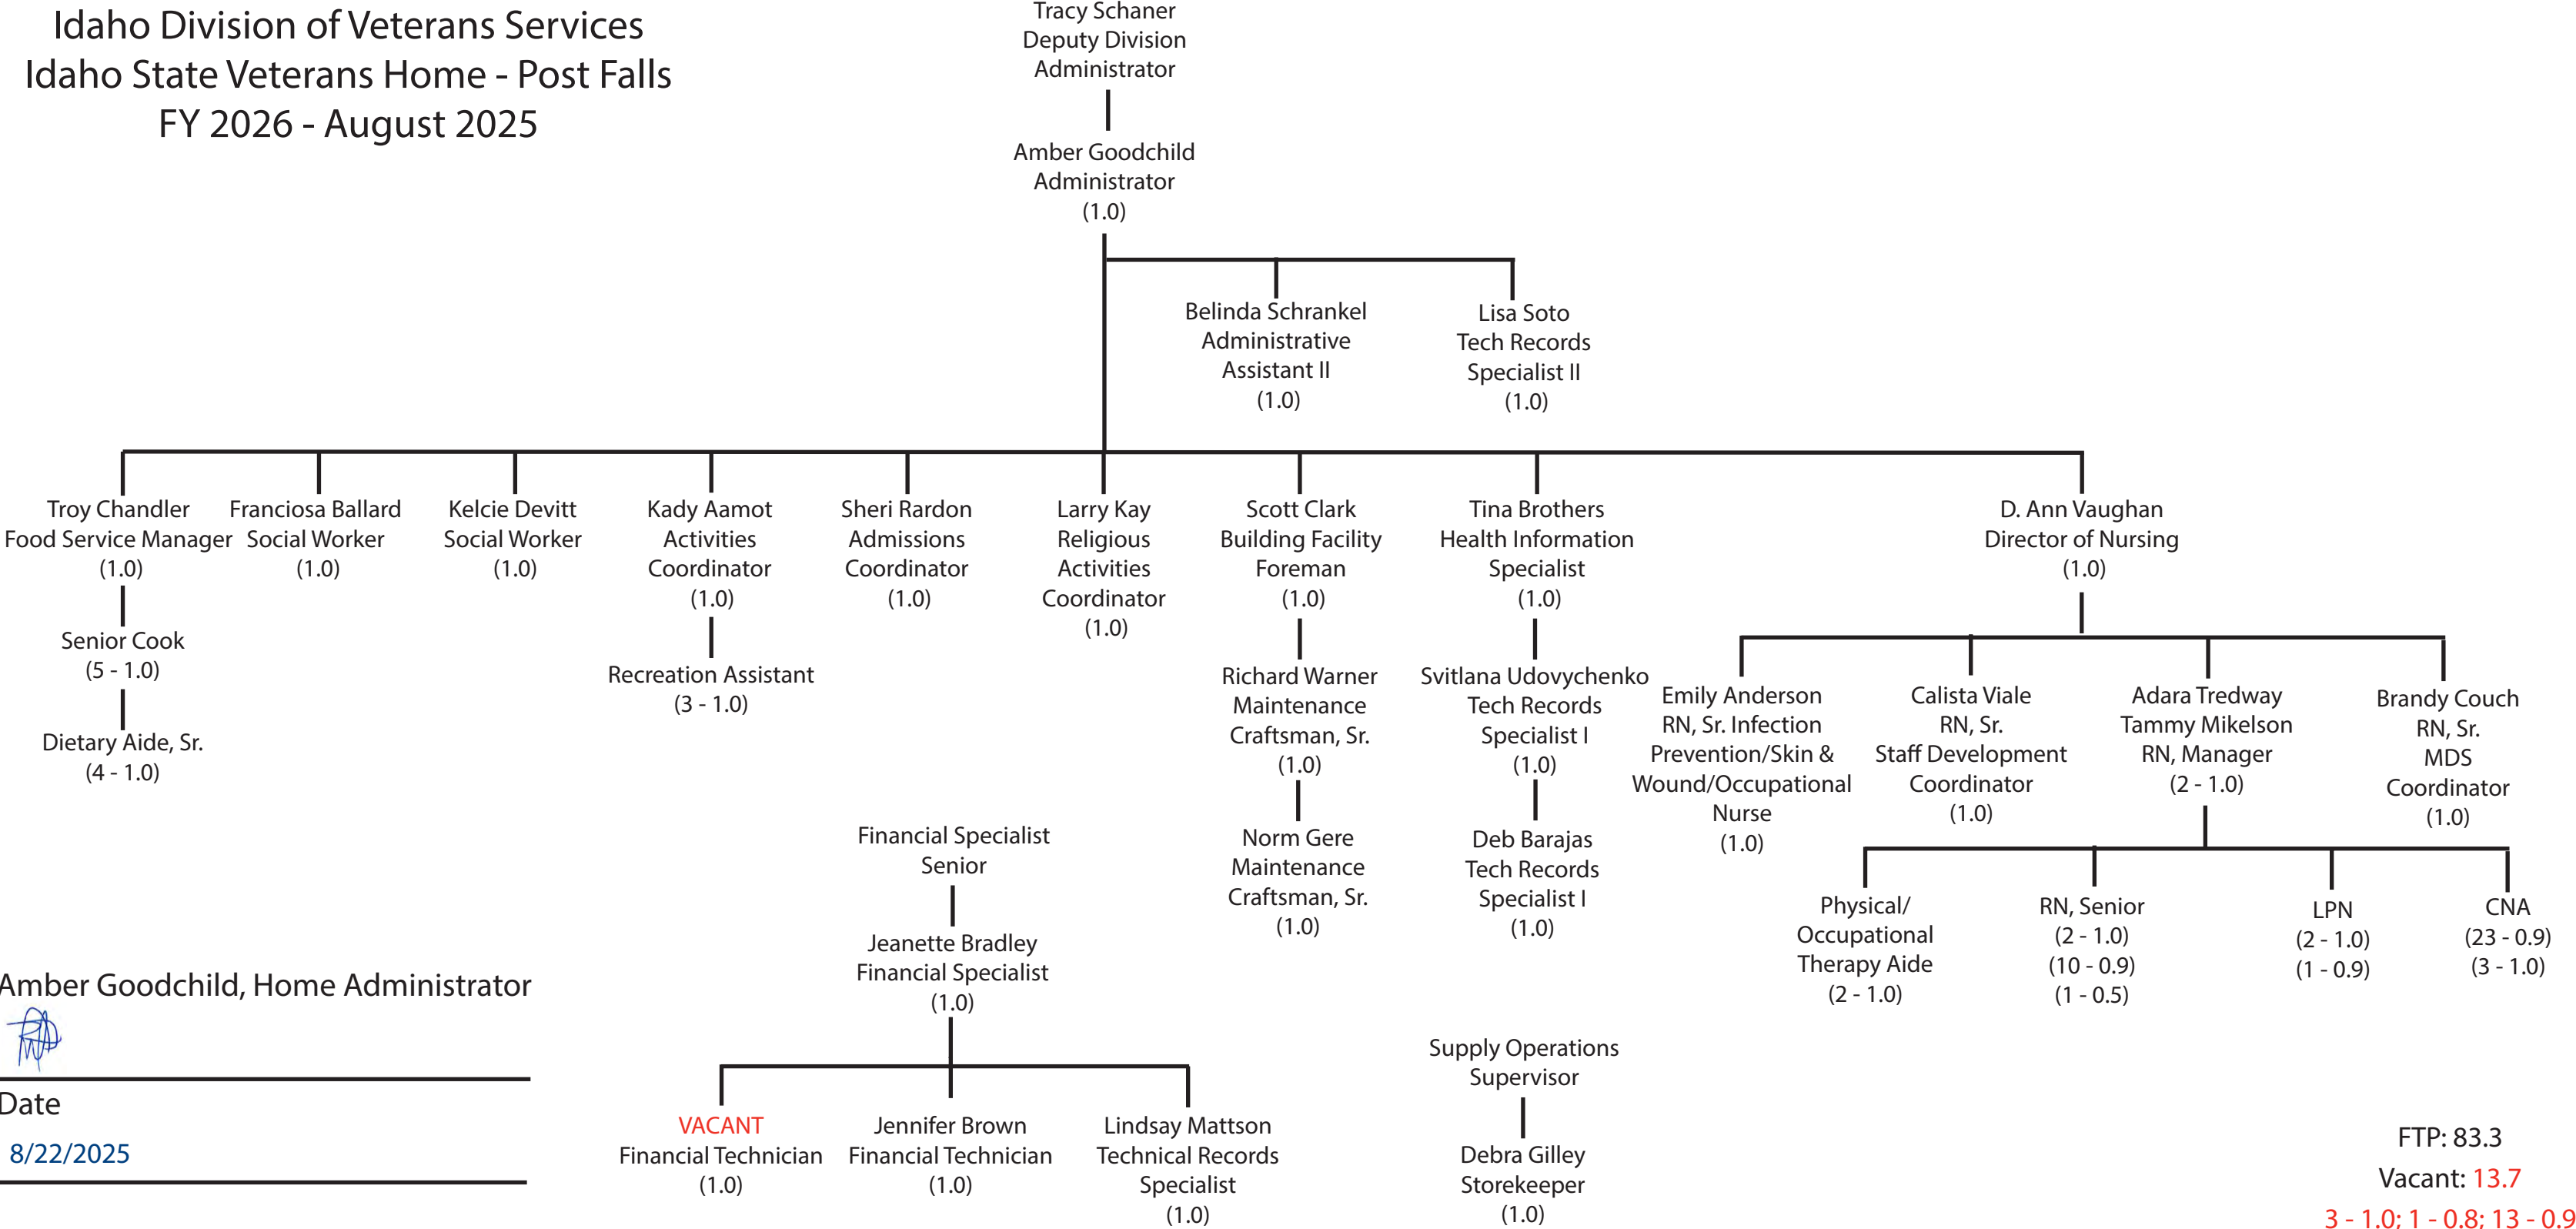 Idaho Division of Veterans Services
Idaho State Veterans Home - Post Falls
FY 2026 - August 2025
Tracy Schaner
Deputy Division
Administrator
Amber Goodchild
Administrator
(1.0)
Belinda Schrankel
Administrative
Assistant II
(1.0)
Lisa Soto
Tech Records
Specialist II
(1.0)
Troy Chandler
Food Service Manager
(1.0)
Senior Cook
(5 - 1.0)
Dietary Aide, Sr.
(4 - 1.0)
Franciosa Ballard
Social Worker
(1.0)
Kelcie Devitt
Social Worker
(1.0)
Kady Aamot
Activities
Coordinator
(1.0)
Recreation Assistant
(3 - 1.0)
Sheri Rardon
Admissions
Coordinator
(1.0)
Larry Kay
Religious
Activities
Coordinator
(1.0)
Scott Clark
Building Facility
Foreman
(1.0)
Richard Warner
Maintenance
Craftsman, Sr.
(1.0)
Norm Gere
Maintenance
Craftsman, Sr.
(1.0)
Tina Brothers
Health Information
Specialist
(1.0)
Svitlana Udovychenko
Tech Records
Specialist I
(1.0)
Deb Barajas
Tech Records
Specialist I
(1.0)
D. Ann Vaughan
Director of Nursing
(1.0)
Emily Anderson
RN, Sr. Infection
Prevention/Skin &
Wound/Occupational
Nurse
(1.0)
Calista Viale
RN, Sr.
Staff Development
Coordinator
(1.0)
Adara Tredway
Tammy Mikelson
RN, Manager
(2 - 1.0)
Brandy Couch
RN, Sr.
MDS
Coordinator
(1.0)
Physical/
Occupational
Therapy Aide
(2 - 1.0)
RN, Senior
(2 - 1.0)
(10 - 0.9)
(1 - 0.5)
LPN
(2 - 1.0)
(1 - 0.9)
CNA
(23 - 0.9)
(3 - 1.0)
Financial Specialist
Senior
Jeanette Bradley
Financial Specialist
(1.0)
VACANT
Financial Technician
(1.0)
Jennifer Brown
Financial Technician
(1.0)
Lindsay Mattson
Technical Records
Specialist
(1.0)
Supply Operations
Supervisor
Debra Gilley
Storekeeper
(1.0)
Amber Goodchild, Home Administrator
Date
8/22/2025
FTP: 83.3
Vacant: 13.7
3 - 1.0; 1 - 0.8; 13 - 0.9